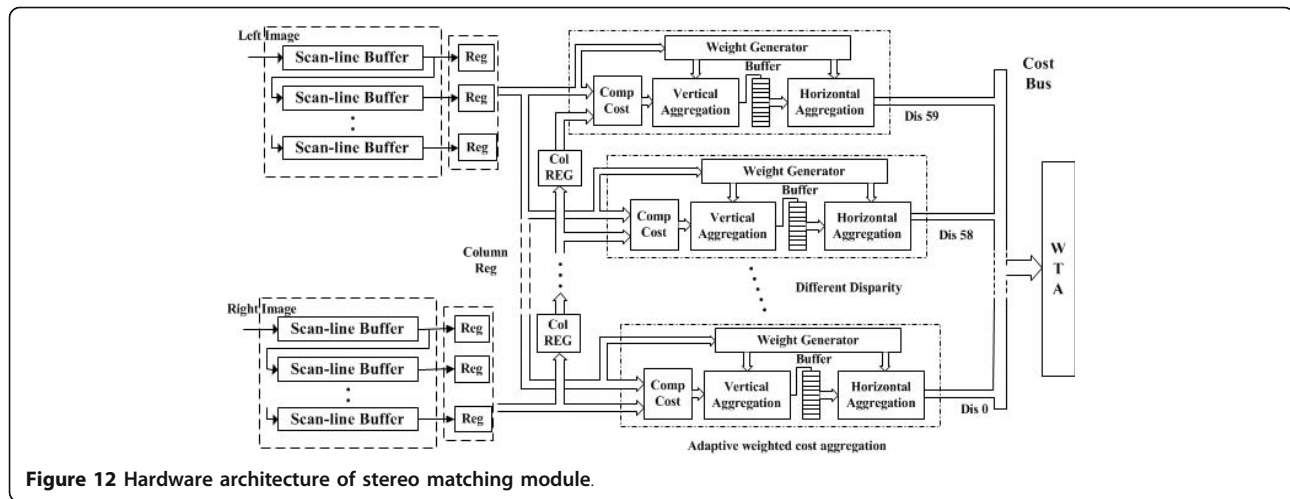 Left Image
Scan-line Buffer
Reg
Scan-line Buffer
Reg
Scan-line Buffer
Reg
Weight Generator
Buffer
Comp
Cost
Vertical
Aggregation
Horizontal
Aggregation
Dis 59
Cost
Bus
Col
REG
Weight Generator
Buffer
Comp
Cost
Vertical
Aggregation
Horizontal
Aggregation
Dis 58
Column
Reg
Different Disparity
W
T
A
Right Image
Scan-line Buffer
Reg
Scan-line Buffer
Reg
Scan-line Buffer
Reg
Col
REG
Weight Generator
Buffer
Comp
Cost
Vertical
Aggregation
Horizontal
Aggregation
Dis 0
Adaptive weighted cost aggregation
Figure 12 Hardware architecture of stereo matching module.